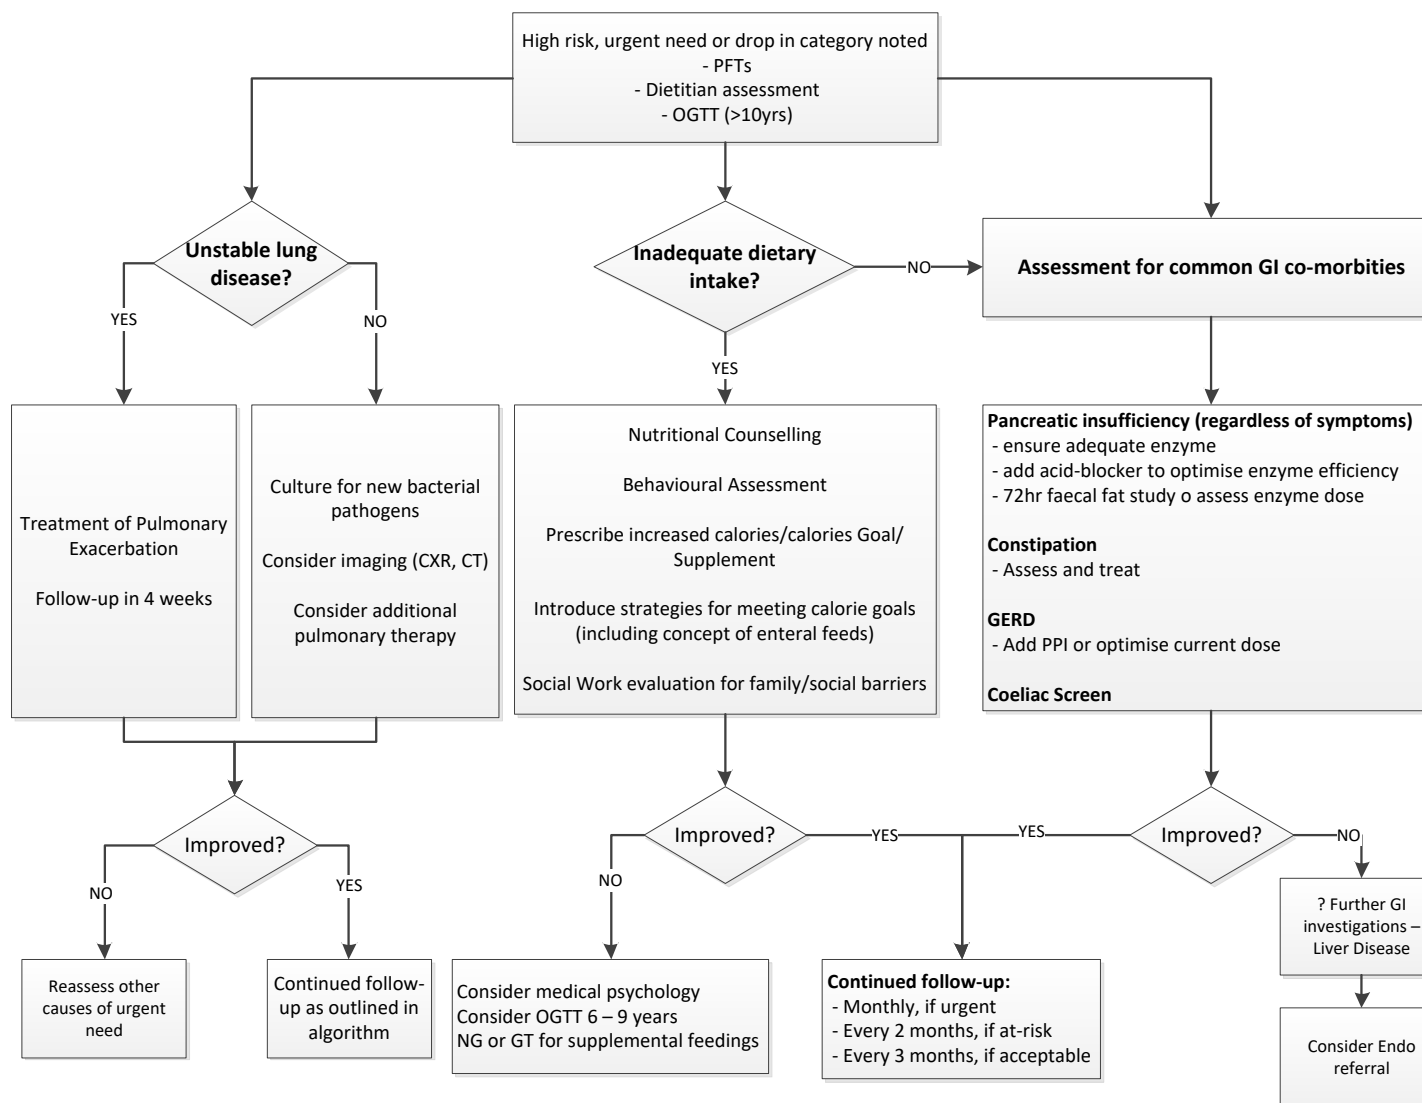 High risk, urgent need or drop in category noted
- PFTs
- Dietitian assessment
- OGTT (>10yrs)
Unstable lung
disease?
Inadequate dietary
intake?
NO
Assessment for common GI co-morbities
YES
NO
YES
Treatment of Pulmonary
Exacerbation
Follow-up in 4 weeks
Culture for new bacterial
pathogens
Consider imaging (CXR, CT)
Consider additional
pulmonary therapy
Nutritional Counselling
Behavioural Assessment
Prescribe increased calories/calories Goal/
Supplement
Introduce strategies for meeting calorie goals
(including concept of enteral feeds)
Social Work evaluation for family/social barriers
Pancreatic insufficiency (regardless of symptoms)
- ensure adequate enzyme
- add acid-blocker to optimise enzyme efficiency
- 72hr faecal fat study o assess enzyme dose
Constipation
- Assess and treat
GERD
- Add PPI or optimise current dose
Coeliac Screen
Improved?
NO
YES
Improved?
NO
YES
YES
Improved?
NO
Reassess other
causes of urgent
need
Continued follow-
up as outlined in
algorithm
Consider medical psychology
Consider OGTT 6 – 9 years
NG or GT for supplemental feedings
Continued follow-up:
- Monthly, if urgent
- Every 2 months, if at-risk
- Every 3 months, if acceptable
? Further GI
investigations –
Liver Disease
Consider Endo
referral